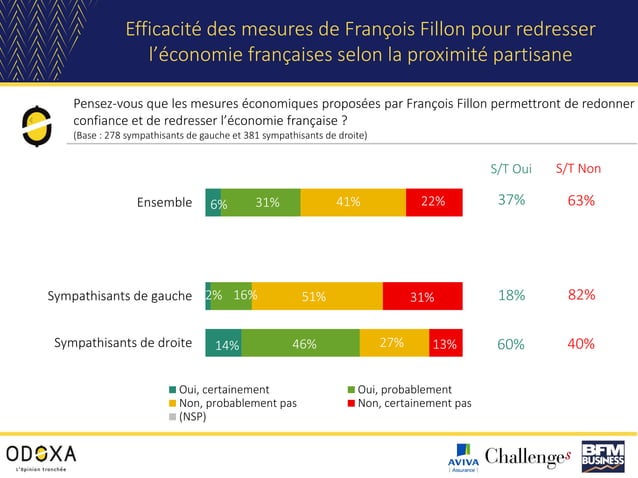 Efficacité des mesures de François Fillon pour redresser
l’économie françaises selon la proximité partisane
Pensez-vous que les mesures économiques proposées par François Fillon permettront de redonner
confiance et de redresser l’économie française ?
(Base : 278 sympathisants de gauche et 381 sympathisants de droite)
S/T Oui S/T Non
Ensemble 6% 31% 41% 22% 37% 63%
Sympathisants de gauche 2% 16% 51% 31% 18% 82%
Sympathisants de droite 14% 46% 27% 13% 60% 40%
Oui, certainement Oui, probablement
Non, probablement pas Non, certainement pas
(NSP)
ODOXA
L'opinion tranchée
AVIVA
Assurance
Challenges
BFM
BUSINESS